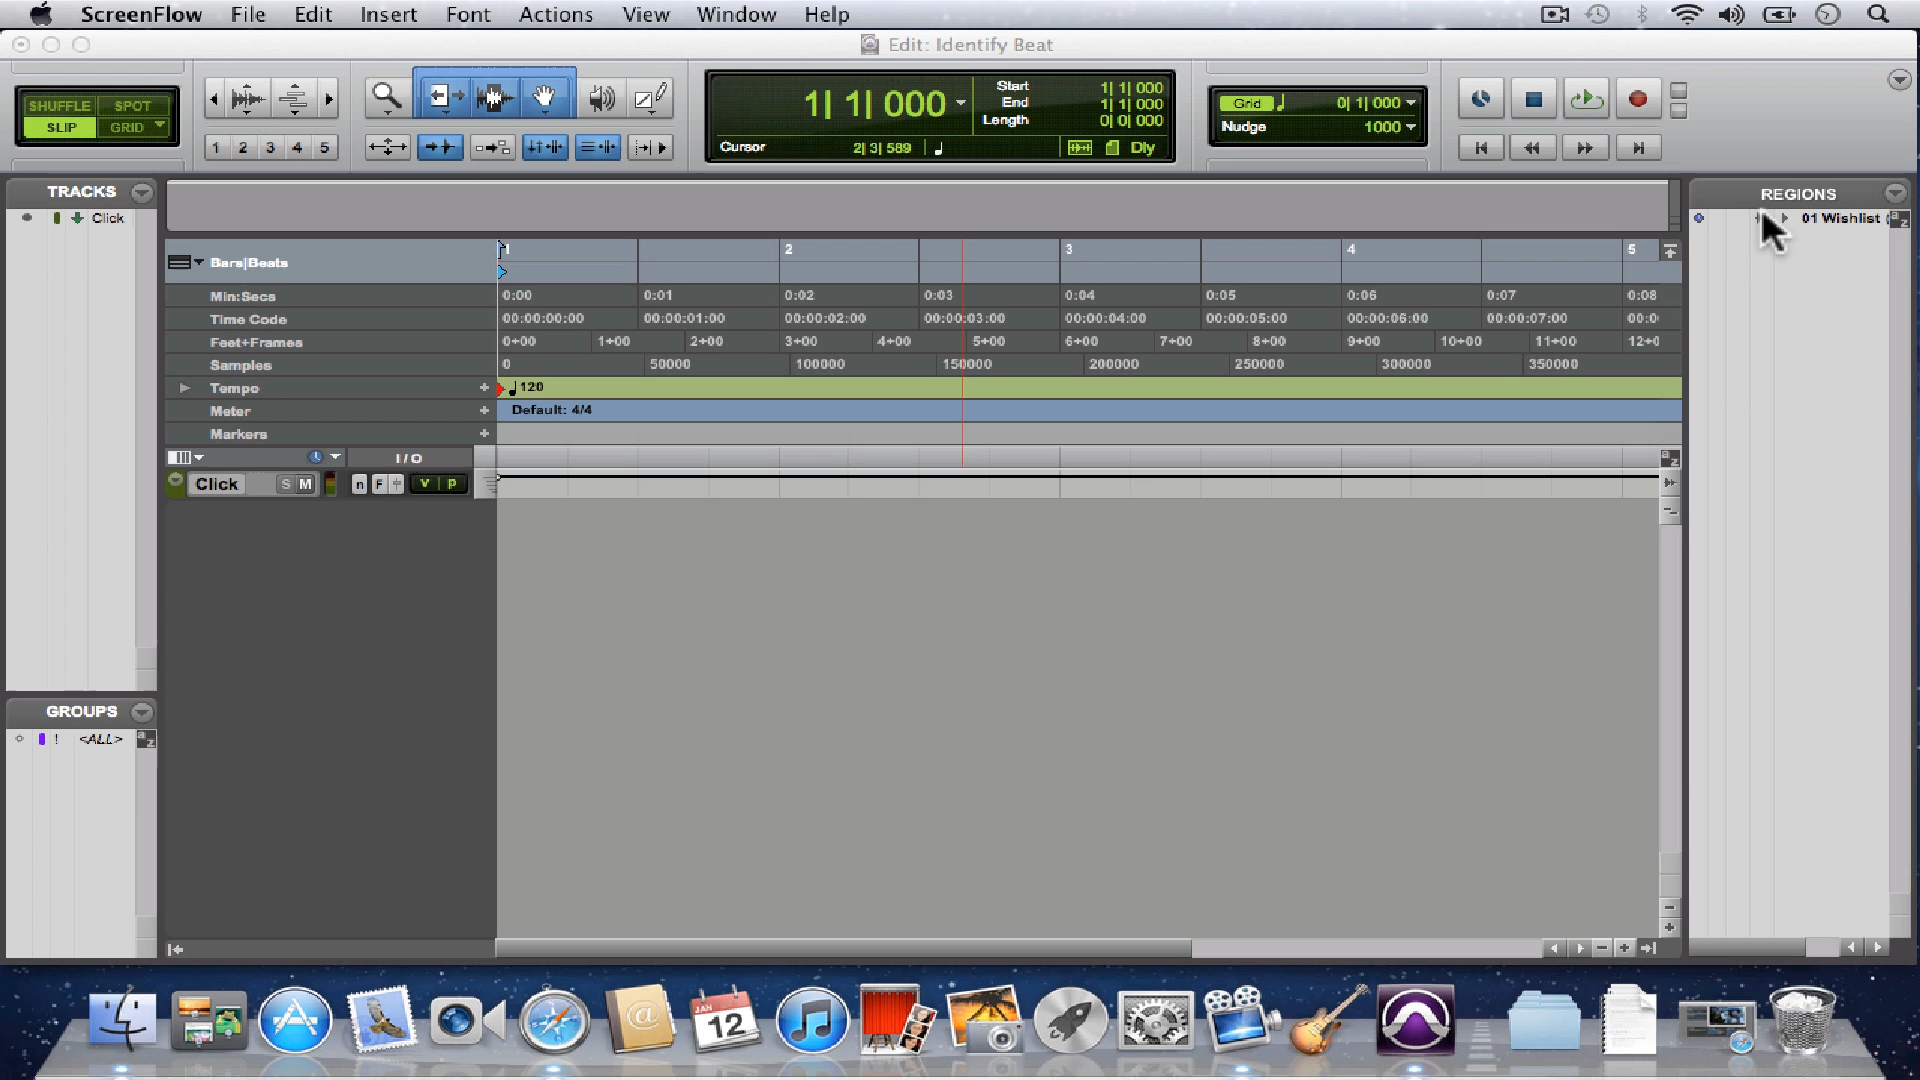 ScreenFlow File Edit Insert Font Actions View Window Help
Edit: Identify Beat
SHUFFLE SPOT
SLIP GRID
1 2 3 4 5
1| 1| 000
Start 1| 1| 000
End 1| 1| 000
Length 0| 0| 000
Cursor 2| 3| 589 Dly
Grid 0| 1| 000
Nudge 1000
TRACKS
Click
REGIONS
01 Wishlist (
Bars|Beats 1 2 3 4 5
Min:Secs 0:00 0:01 0:02 0:03 0:04 0:05 0:06 0:07 0:08
Time Code 00:00:00:00 00:00:01:00 00:00:02:00 00:00:03:00 00:00:04:00 00:00:05:00 00:00:06:00 00:00:07:00 00:0
Feet+Frames 0+00 1+00 2+00 3+00 4+00 5+00 6+00 7+00 8+00 9+00 10+00 11+00 12+0
Samples 0 50000 100000 150000 200000 250000 300000 350000
Tempo 120
Meter Default: 4/4
Markers
I/O
a z
Click S M n F v p
GROUPS
! <ALL> a z
JAN
12